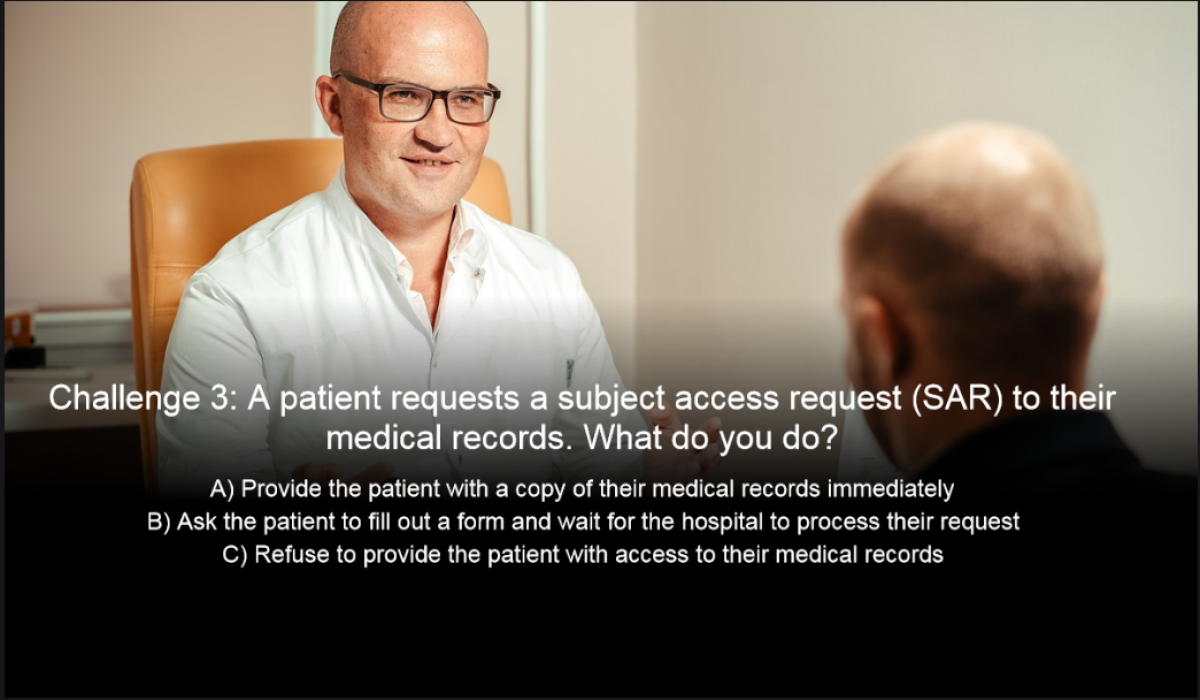 Challenge 3: A patient requests a subject access request (SAR) to their
medical records. What do you do?
A) Provide the patient with a copy of their medical records immediately
B) Ask the patient to fill out a form and wait for the hospital to process their request
C) Refuse to provide the patient with access to their medical records